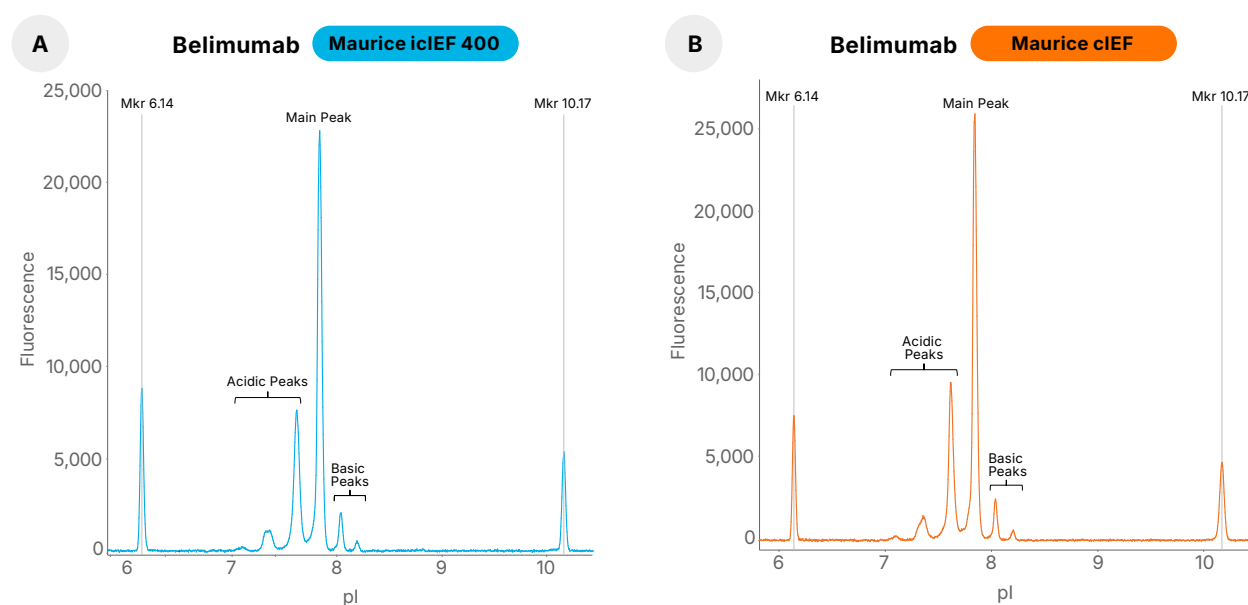 A
Belimumab
Maurice icIEF 400
25,000
20,000
15,000
10,000
5,000
0
Fluorescence
Mkr 6.14
Main Peak
Mkr 10.17
Acidic Peaks
Basic
Peaks
6
7
8
9
10
pI
B
Belimumab
Maurice cIEF
25,000
20,000
15,000
10,000
5,000
0
Fluorescence
Mkr 6.14
Main Peak
Mkr 10.17
Acidic
Peaks
Basic
Peaks
6
7
8
9
10
pI